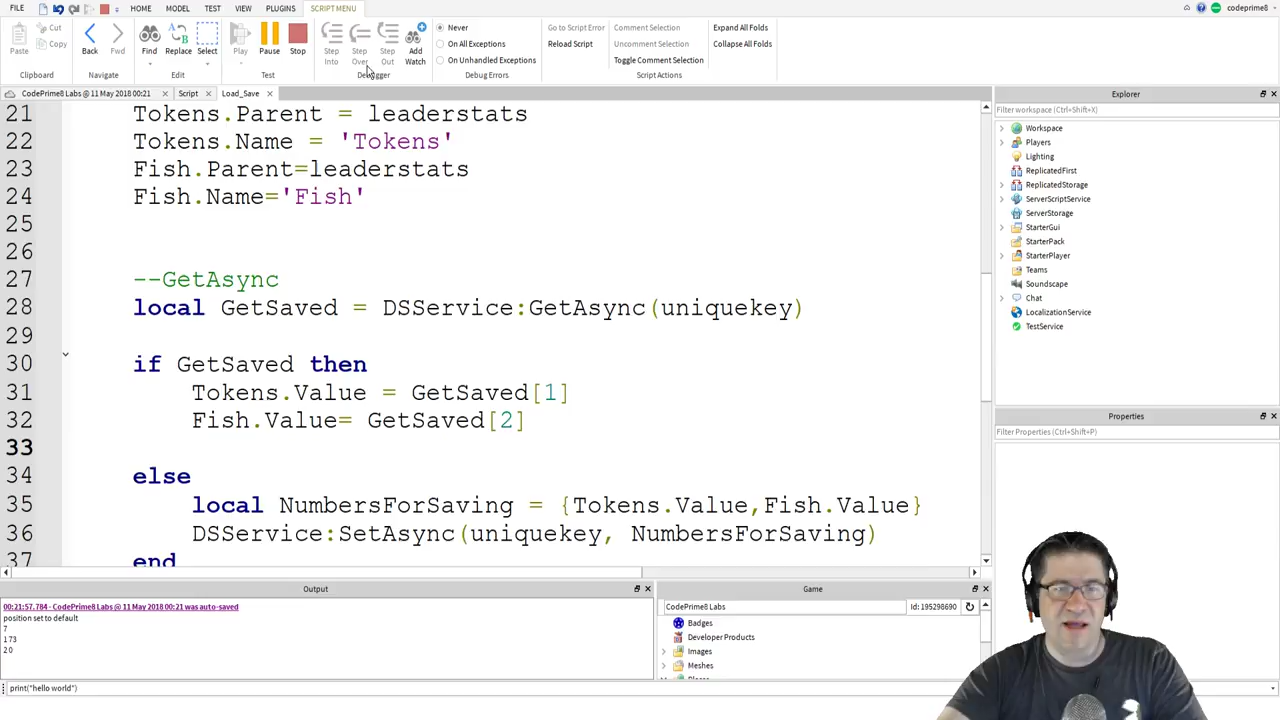 FILE HOME MODEL TEST VIEW PLUGINS SCRIPT MENU codeprime8
Paste Cut Copy Back Fwd Find Replace Select Play Pause Stop Step Into Step Over Step Out Add Watch
Never Go to Script Error Comment Selection Expand All Folds
On All Exceptions Reload Script Uncomment Selection Collapse All Folds
On Unhandled Exceptions Toggle Comment Selection
Clipboard Navigate Edit Test Debugger Debug Errors Script Actions
CodePrime8 Labs @ 11 May 2018 00:21 Script Load_Save
21 Tokens.Parent = leaderstats
22 Tokens.Name = 'Tokens'
23 Fish.Parent=leaderstats
24 Fish.Name='Fish'
25
26
27 --GetAsync
28 local GetSaved = DSService:GetAsync(uniquekey)
29
30 if GetSaved then
31 Tokens.Value = GetSaved[1]
32 Fish.Value= GetSaved[2]
33
34 else
35 local NumbersForSaving = {Tokens.Value,Fish.Value}
36 DSService:SetAsync(uniquekey, NumbersForSaving)
37 end
Explorer
Filter workspace (Ctrl+Shift+X)
Workspace
Players
Lighting
ReplicatedFirst
ReplicatedStorage
ServerScriptService
ServerStorage
StarterGui
StarterPack
StarterPlayer
Teams
Soundscape
Chat
LocalizationService
TestService
Properties
Filter Properties (Ctrl+Shift+P)
Output
00:21:57.784 - CodePrime8 Labs @ 11 May 2018 00:21 was auto-saved
position set to default
7
1 73
2 0
Game
CodePrime8 Labs Id: 195298690
Badges
Developer Products
Images
Meshes
print("hello world")